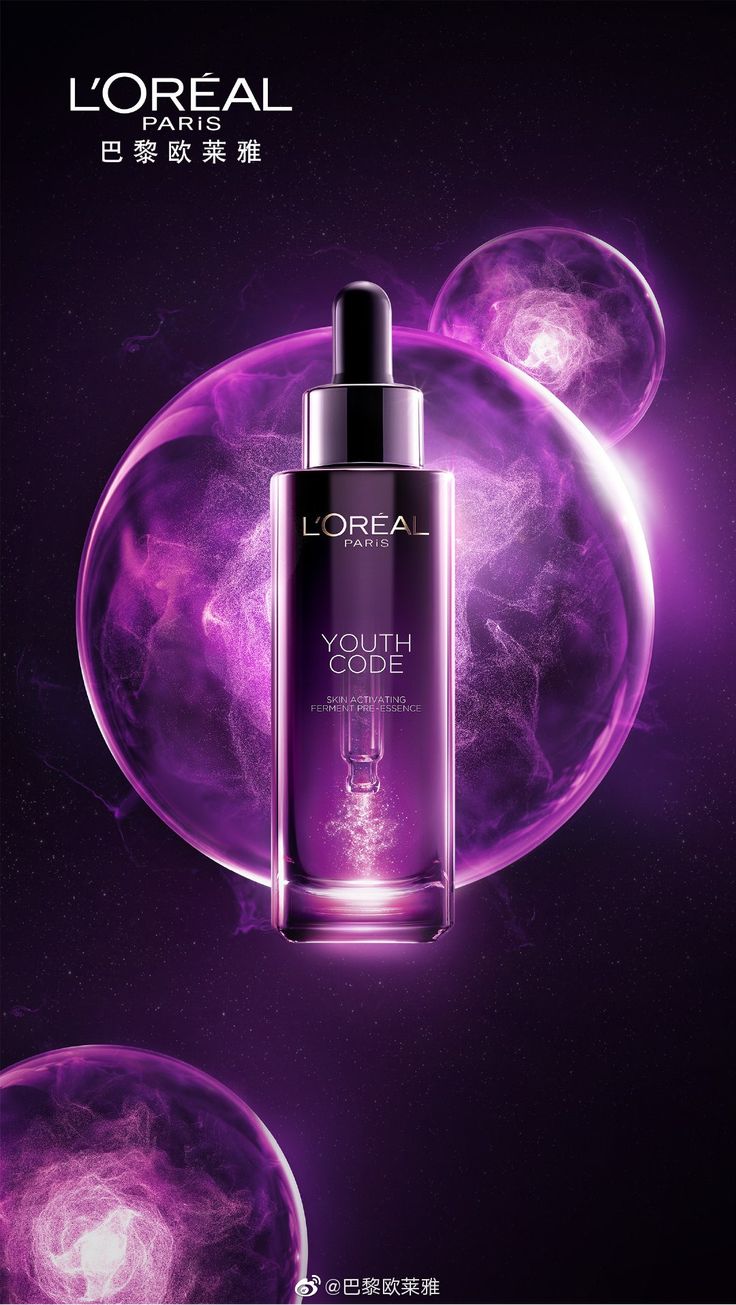 L'ORÉAL
PARiS
巴黎欧莱雅
L'ORÉAL
PARiS
YOUTH
CODE
SKIN ACTIVATING
FERMENT PRE-ESSENCE
@巴黎欧莱雅